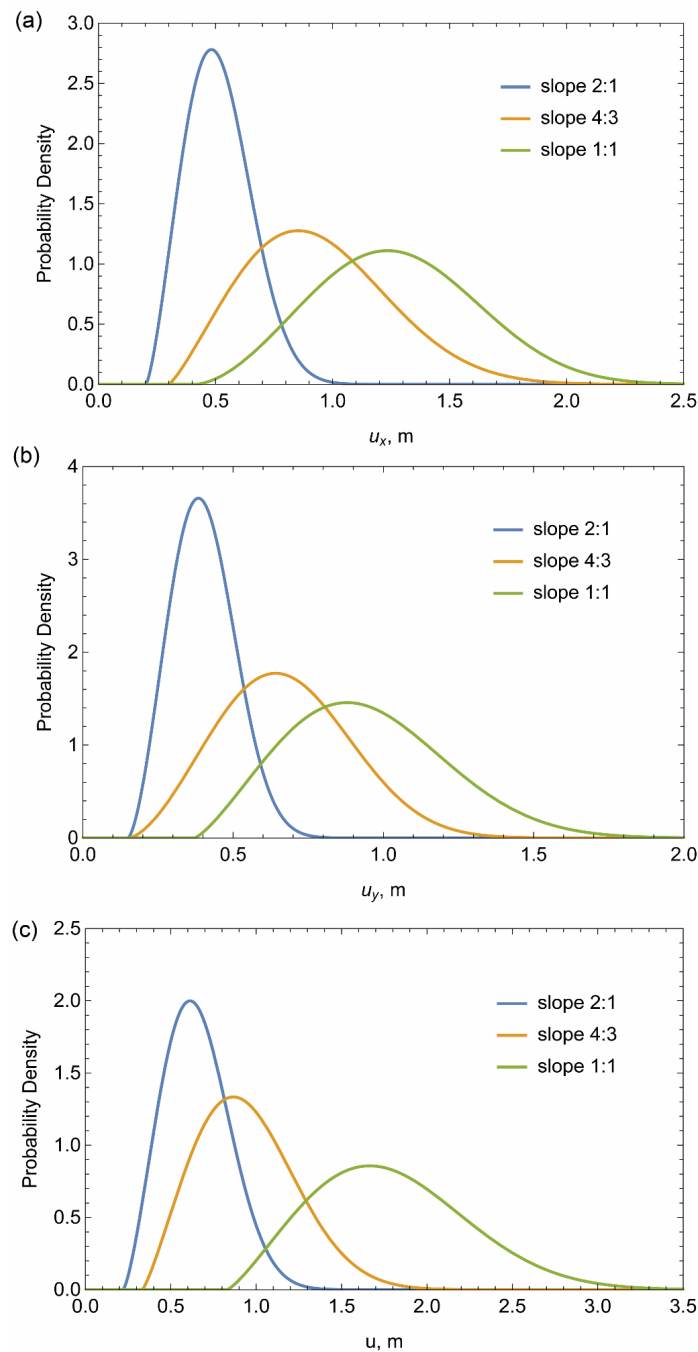 (a)
3.0
2.5
2.0
1.5
1.0
0.5
0.0
Probability Density
slope 2:1
slope 4:3
slope 1:1
0.0 0.5 1.0 1.5 2.0 2.5
u_x, m
(b)
4
3
2
1
0
Probability Density
slope 2:1
slope 4:3
slope 1:1
0.0 0.5 1.0 1.5 2.0
u_y, m
(c)
2.5
2.0
1.5
1.0
0.5
0.0
Probability Density
slope 2:1
slope 4:3
slope 1:1
0.0 0.5 1.0 1.5 2.0 2.5 3.0 3.5
u, m